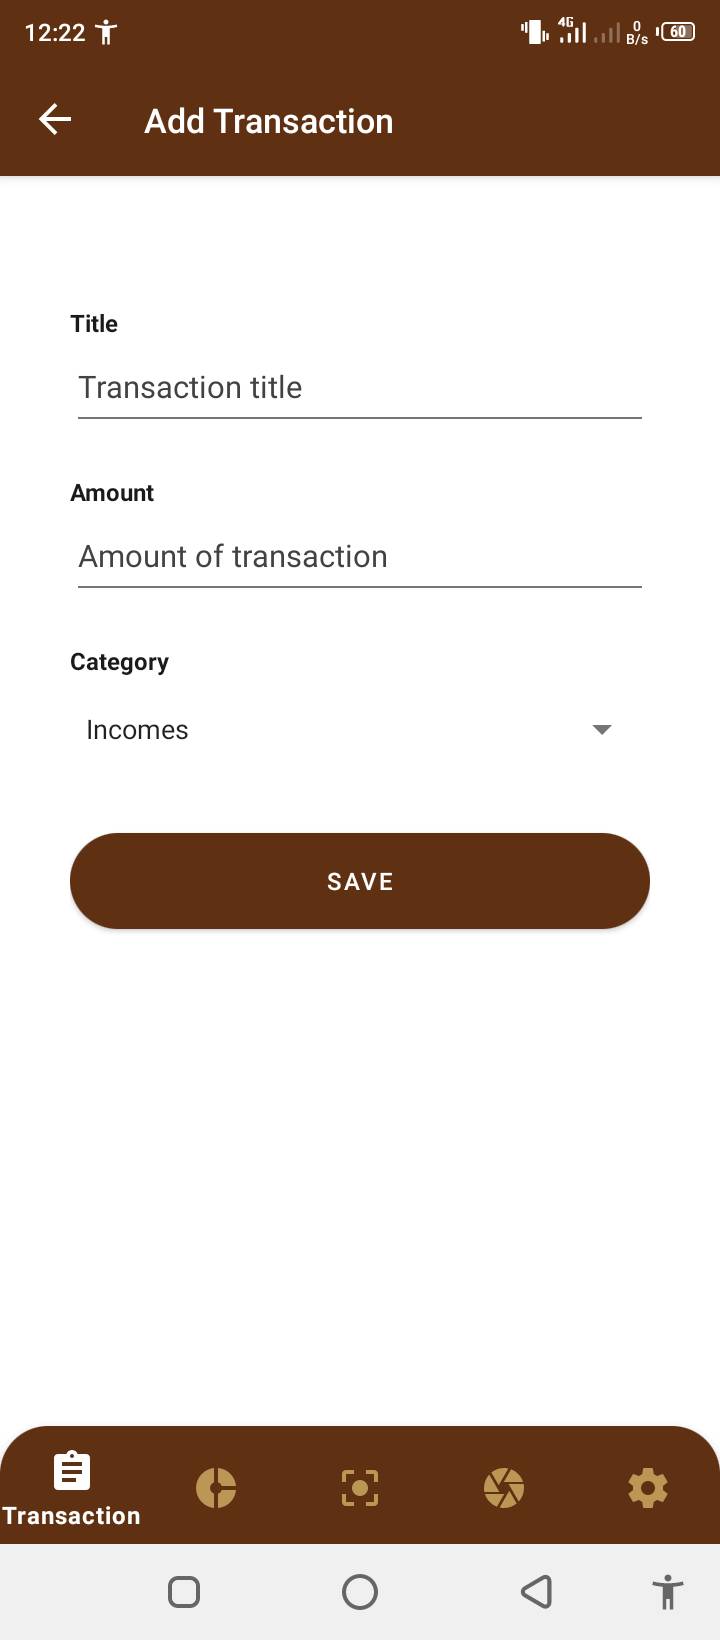 12:22
4G
0
B/s
60
Add Transaction
Title
Transaction title
Amount
Amount of transaction
Category
Incomes
SAVE
Transaction